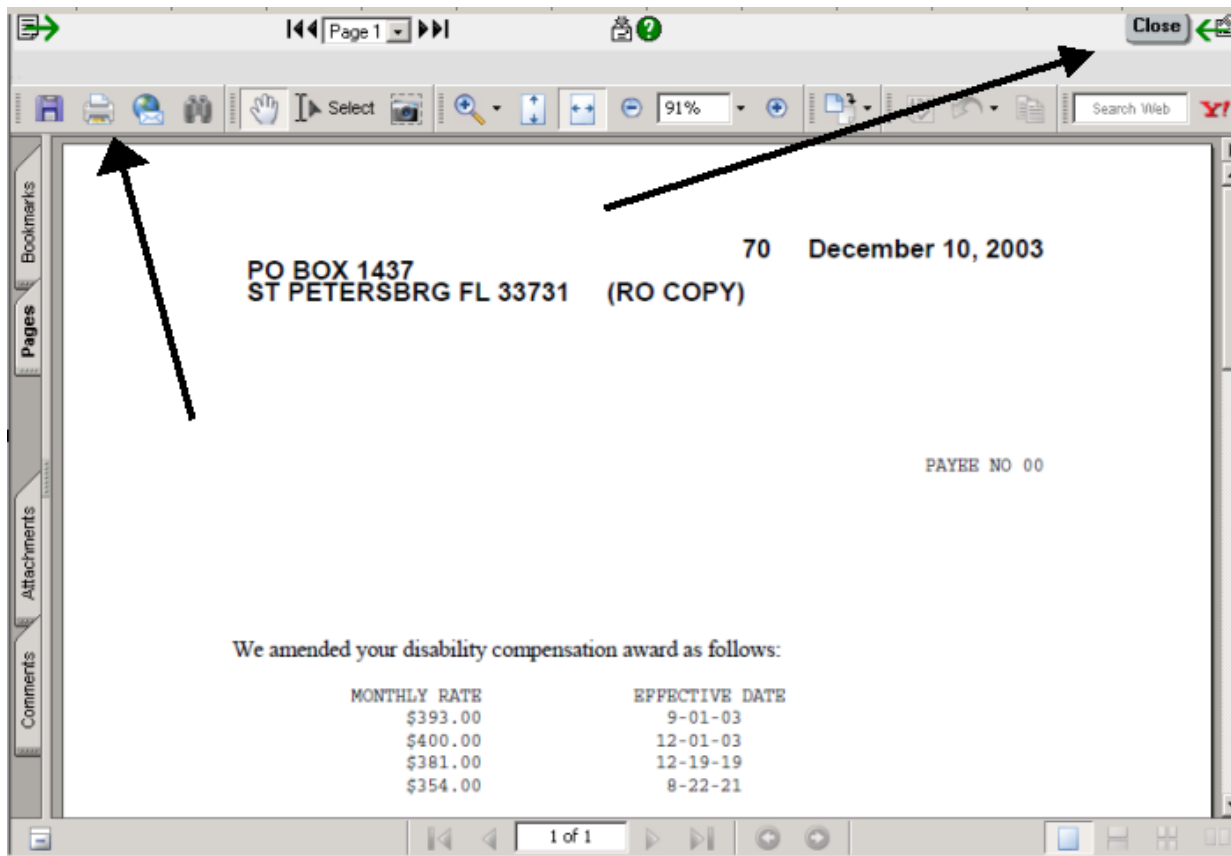 Page 1
Close
Select
91%
Search Web
Y!
Bookmarks
Pages
Attachments
Comments
70 December 10, 2003
PO BOX 1437
ST PETERSBRG FL 33731 (RO COPY)
PAYEE NO 00
We amended your disability compensation award as follows:
MONTHLY RATE EFFECTIVE DATE
$393.00 9-01-03
$400.00 12-01-03
$381.00 12-19-19
$354.00 8-22-21
1 of 1